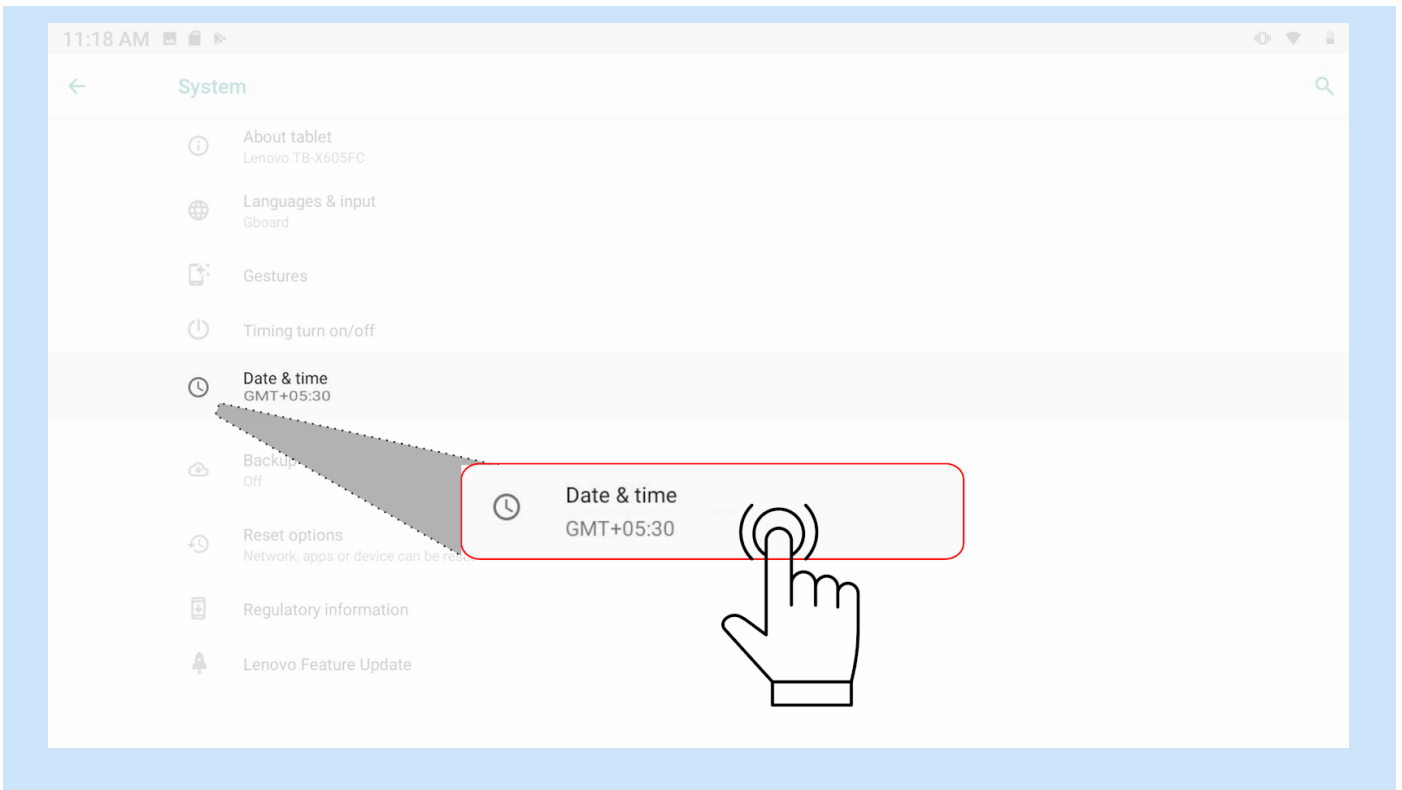 11:18 AM
System
About tablet
Lenovo TB-X605FC
Languages & input
Gboard
Gestures
Timing turn on/off
Date & time
GMT+05:30
Backup
Off
Date & time
GMT+05:30
Reset options
Network, apps or device can be
Regulatory information
Lenovo Feature Update